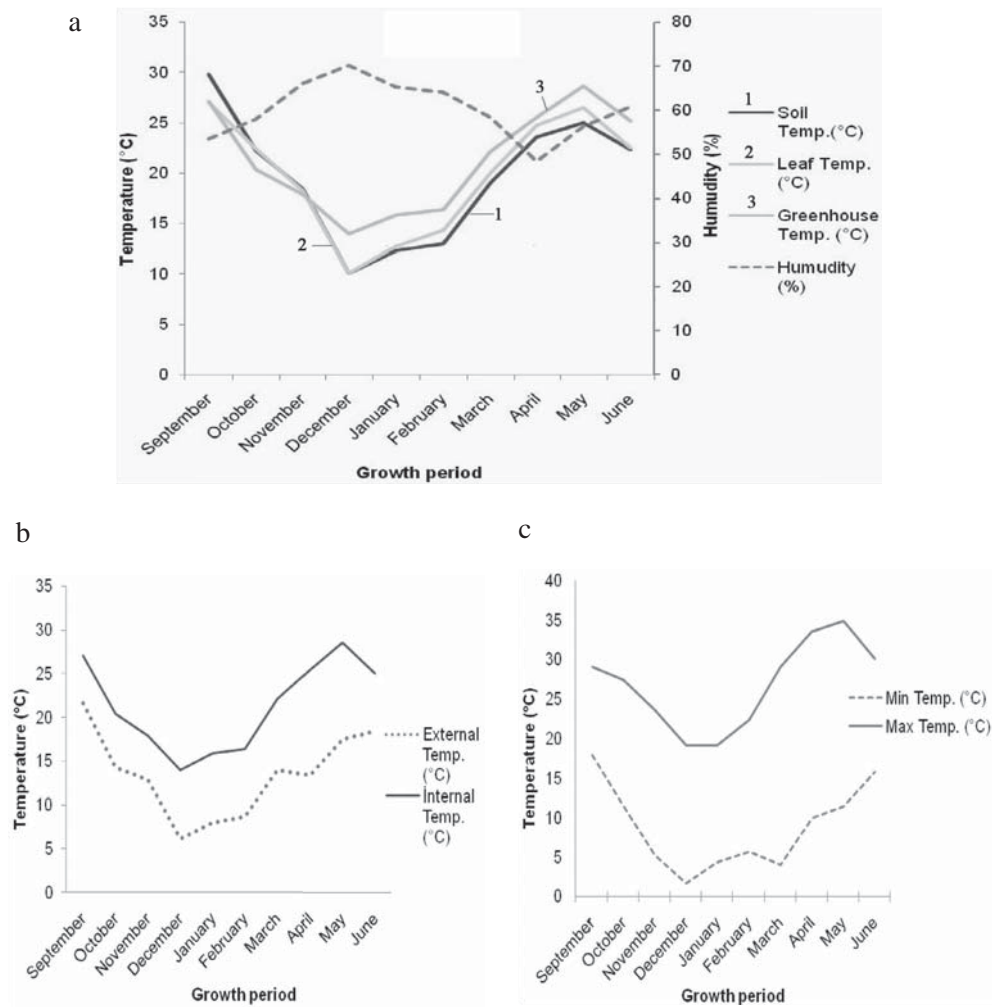 a
35
30
25
20
15
10
5
0
Temperature (°C)
80
70
60
50
40
30
20
10
0
Humudity (%)
3
2
1
September
October
November
December
January
February
March
April
May
June
Growth period
1
Soil
Temp.(°C)
2
Leaf Temp.
(°C)
3
Greenhouse
Temp. (°C)
Humudity
(%)
b
35
30
25
20
15
10
5
0
Temperature (°C)
September
October
November
December
January
February
March
April
May
June
Growth period
External
Temp.
(°C)
Internal
Temp.
(°C)
c
40
35
30
25
20
15
10
5
0
Temperature (°C)
September
October
November
December
January
February
March
April
May
June
Growth period
Min Temp. (°C)
Max Temp. (°C)